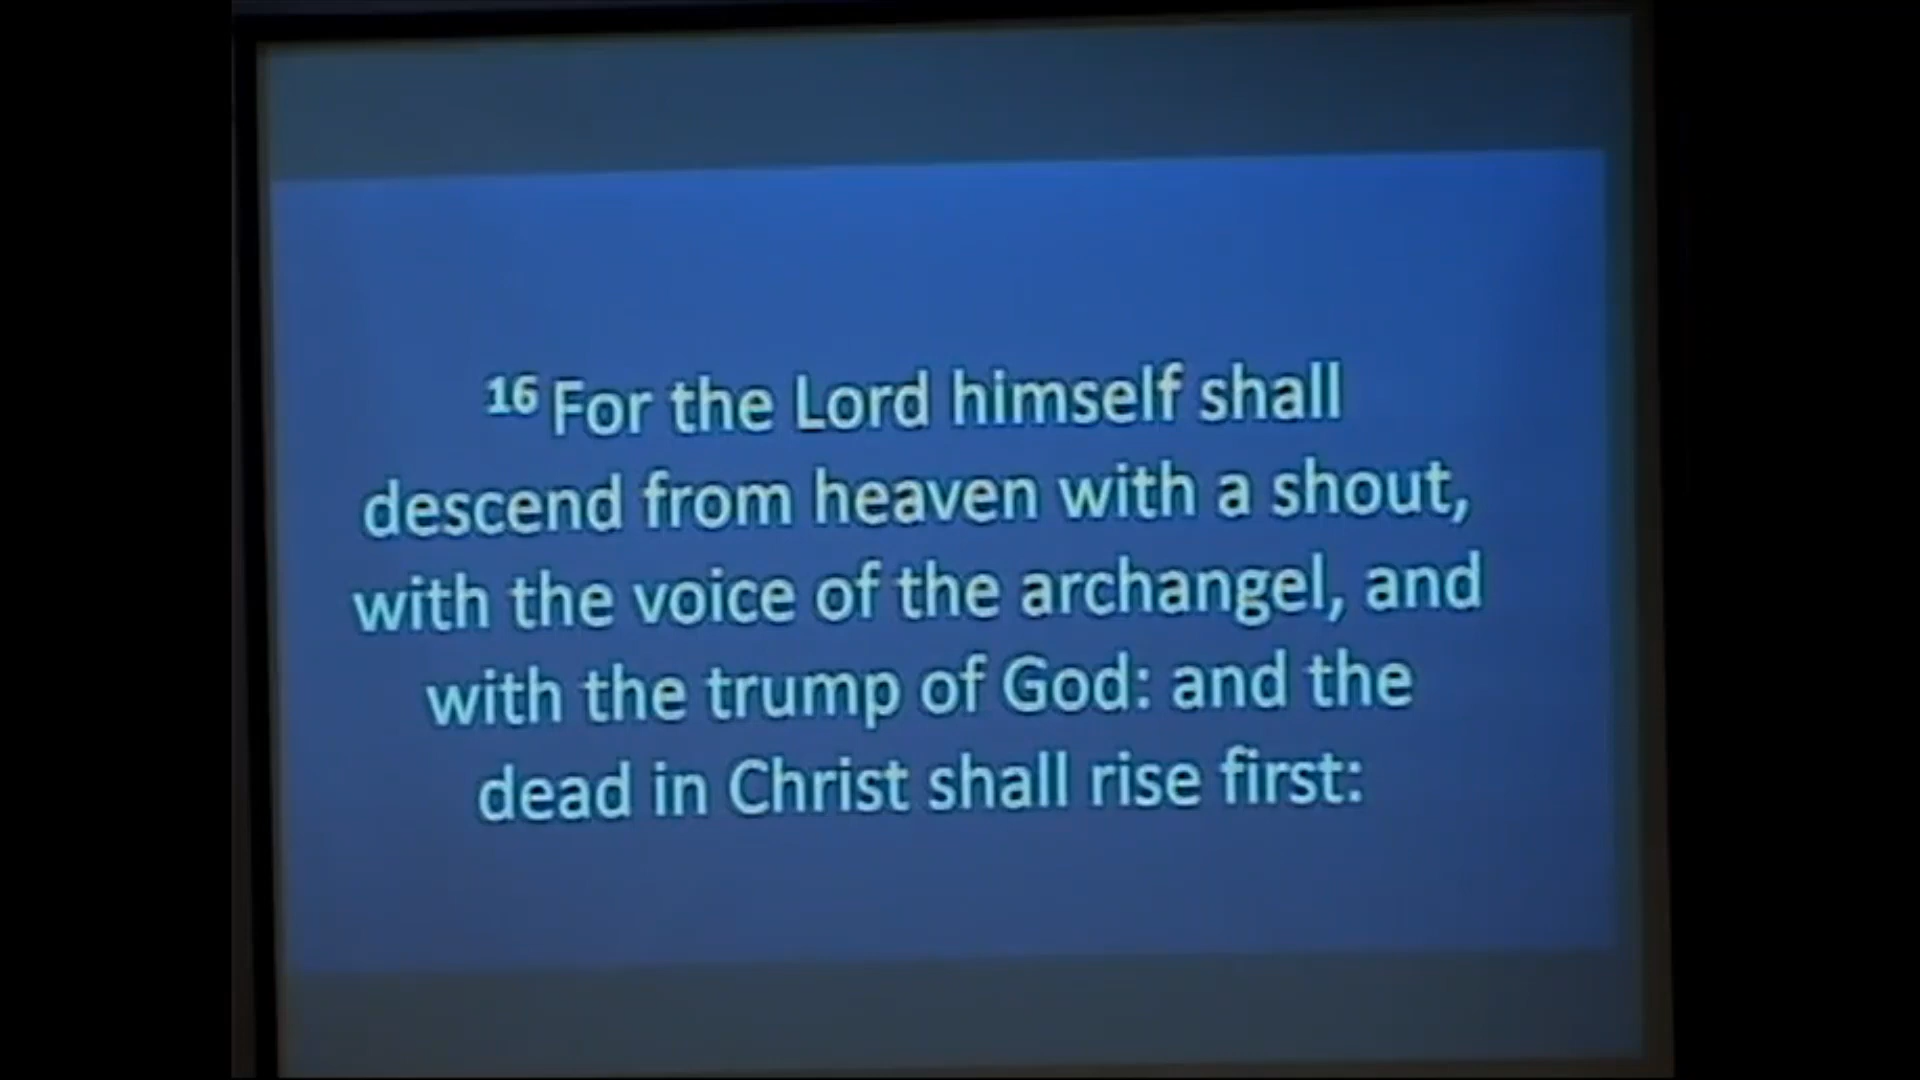 16 For the Lord himself shall
descend from heaven with a shout,
with the voice of the archangel, and
with the trump of God: and the
dead in Christ shall rise first: